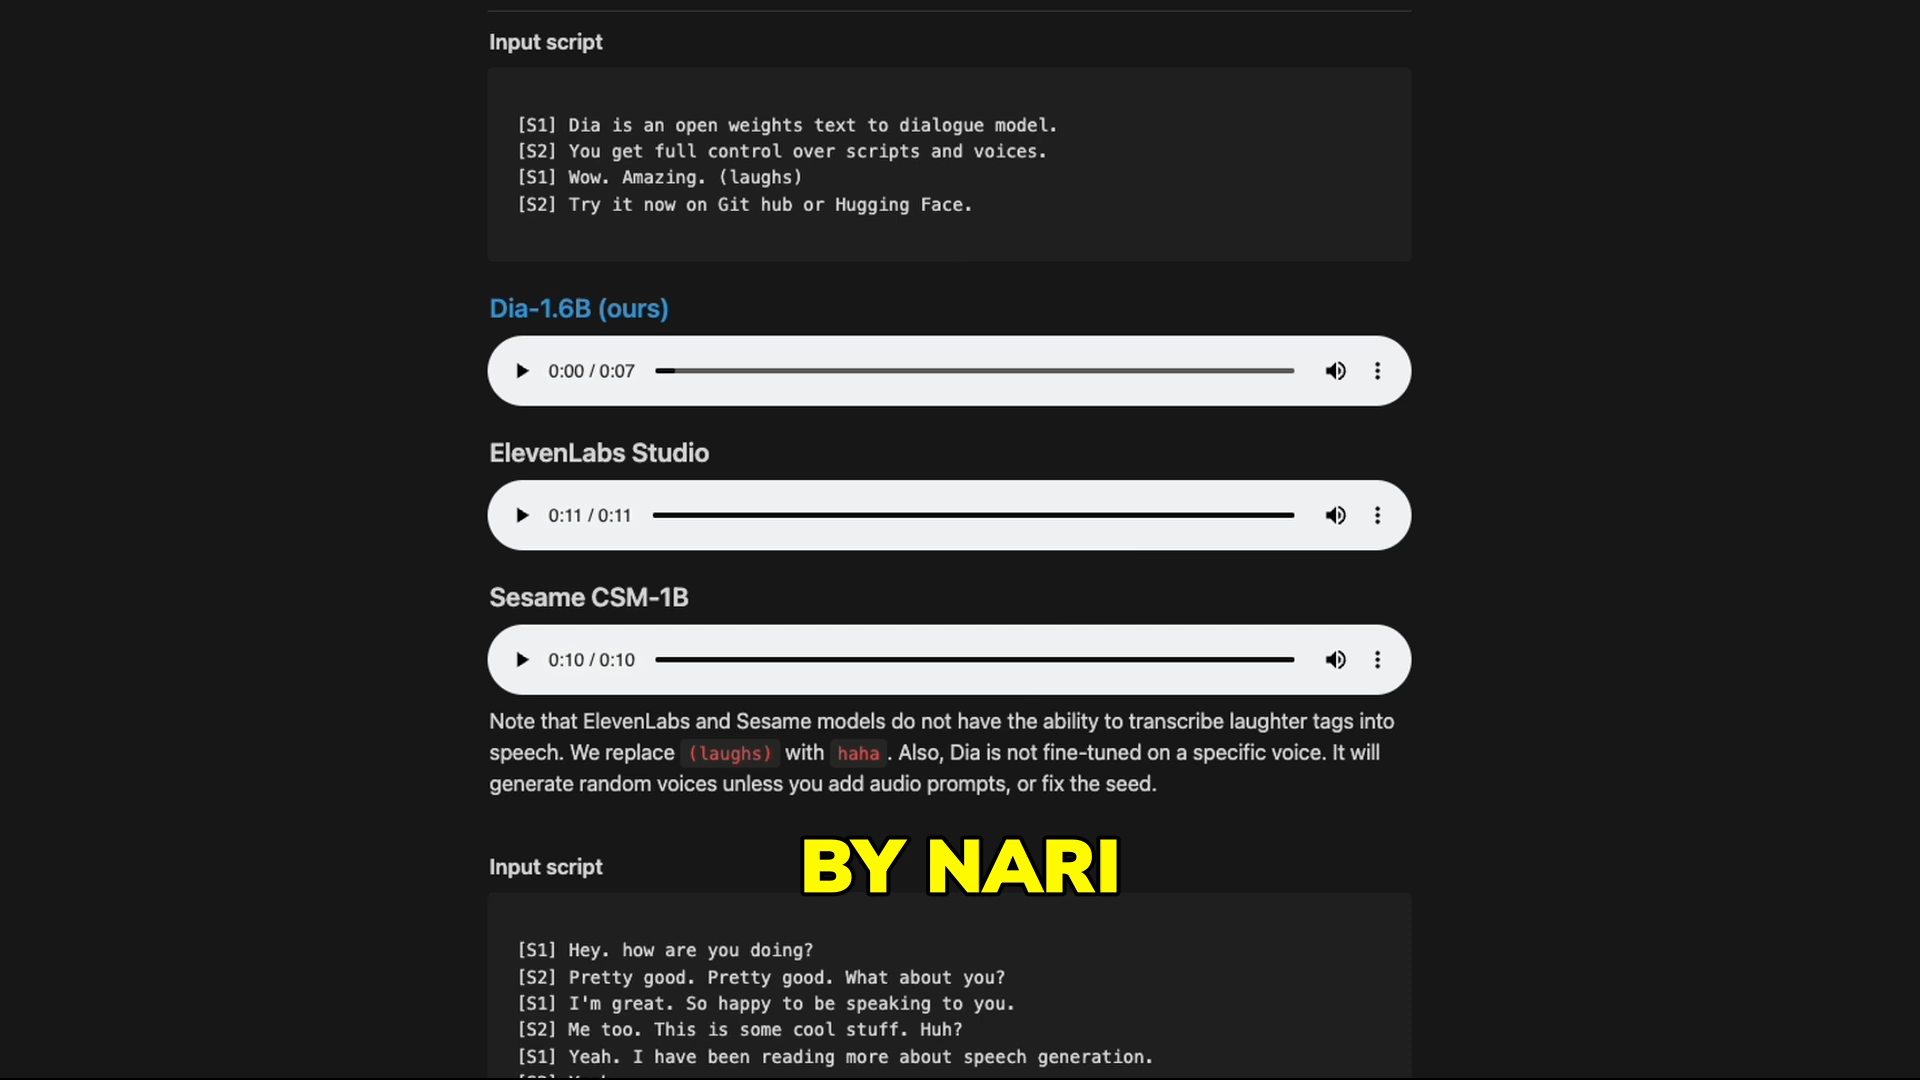 Input script
[S1] Dia is an open weights text to dialogue model.
[S2] You get full control over scripts and voices.
[S1] Wow. Amazing. (laughs)
[S2] Try it now on Git hub or Hugging Face.
Dia-1.6B (ours)
0:00 / 0:07
ElevenLabs Studio
0:11 / 0:11
Sesame CSM-1B
0:10 / 0:10
Note that ElevenLabs and Sesame models do not have the ability to transcribe laughter tags into
speech. We replace (laughs) with haha. Also, Dia is not fine-tuned on a specific voice. It will
generate random voices unless you add audio prompts, or fix the seed.
BY NARI
Input script
[S1] Hey. how are you doing?
[S2] Pretty good. Pretty good. What about you?
[S1] I'm great. So happy to be speaking to you.
[S2] Me too. This is some cool stuff. Huh?
[S1] Yeah. I have been reading more about speech generation.